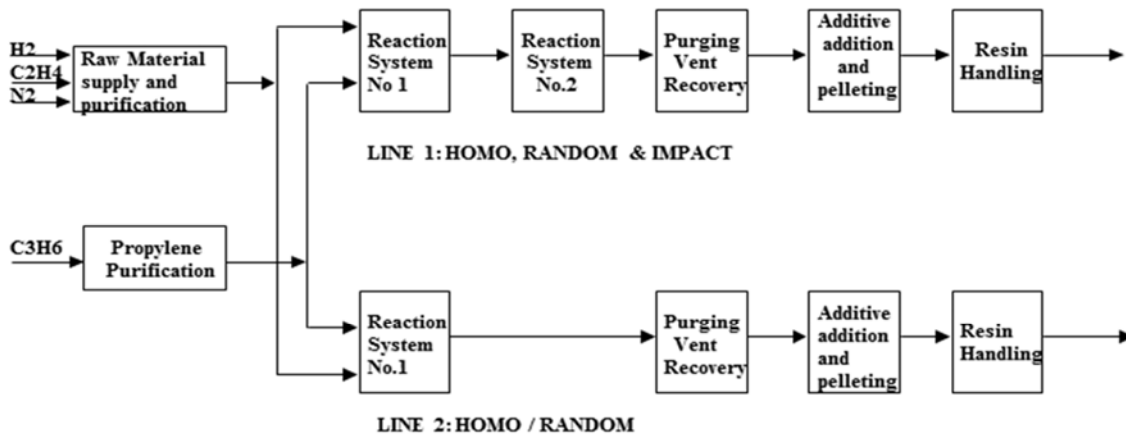 H2
C2H4
N2
Raw Material
supply and
purification
Reaction
System
No 1
Reaction
System
No.2
Purging
Vent
Recovery
Additive
addition
and
pelleting
Resin
Handling
LINE 1: HOMO, RANDOM & IMPACT
C3H6
Propylene
Purification
Reaction
System
No.1
Purging
Vent
Recovery
Additive
addition
and
pelleting
Resin
Handling
LINE 2: HOMO / RANDOM